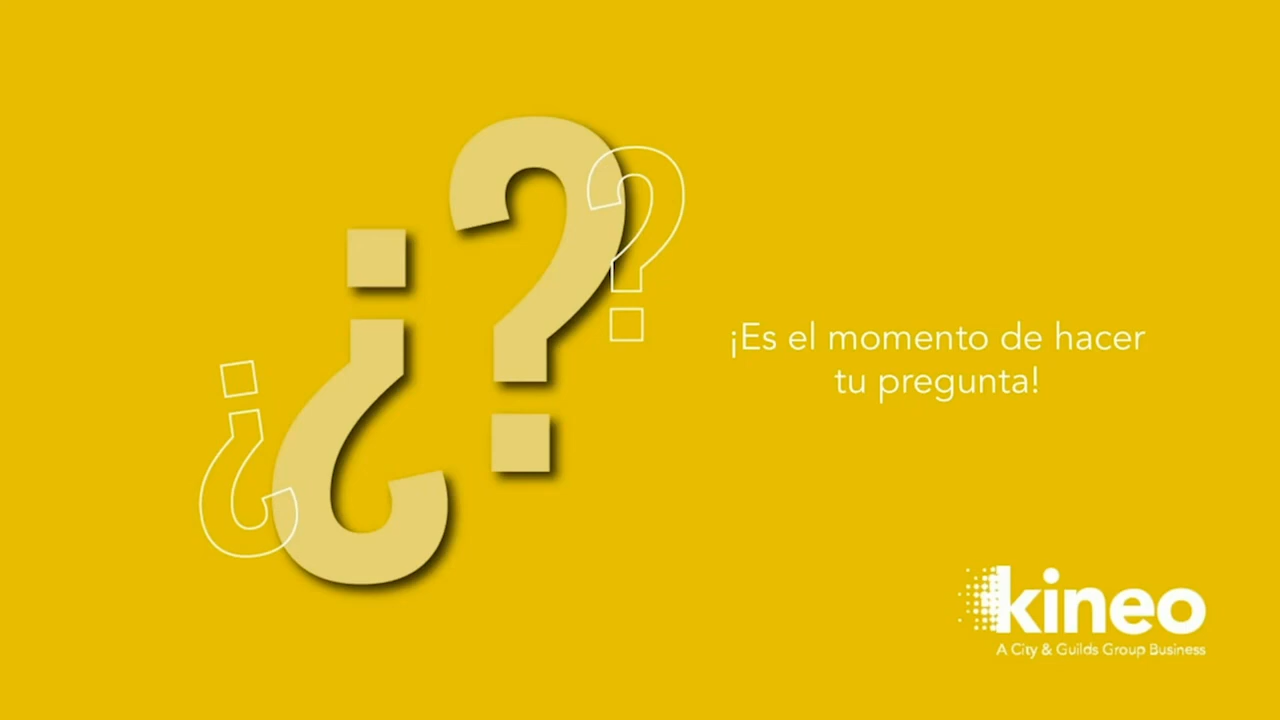 ¿?
¿?
¡Es el momento de hacer
tu pregunta!
kineo
A City & Guilds Group Business